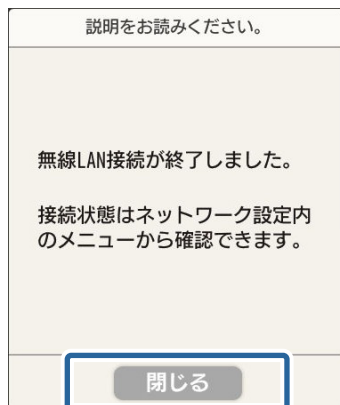 説明をお読みください。
無線LAN接続が終了しました。
接続状態はネットワーク設定内
のメニューから確認できます。
閉じる